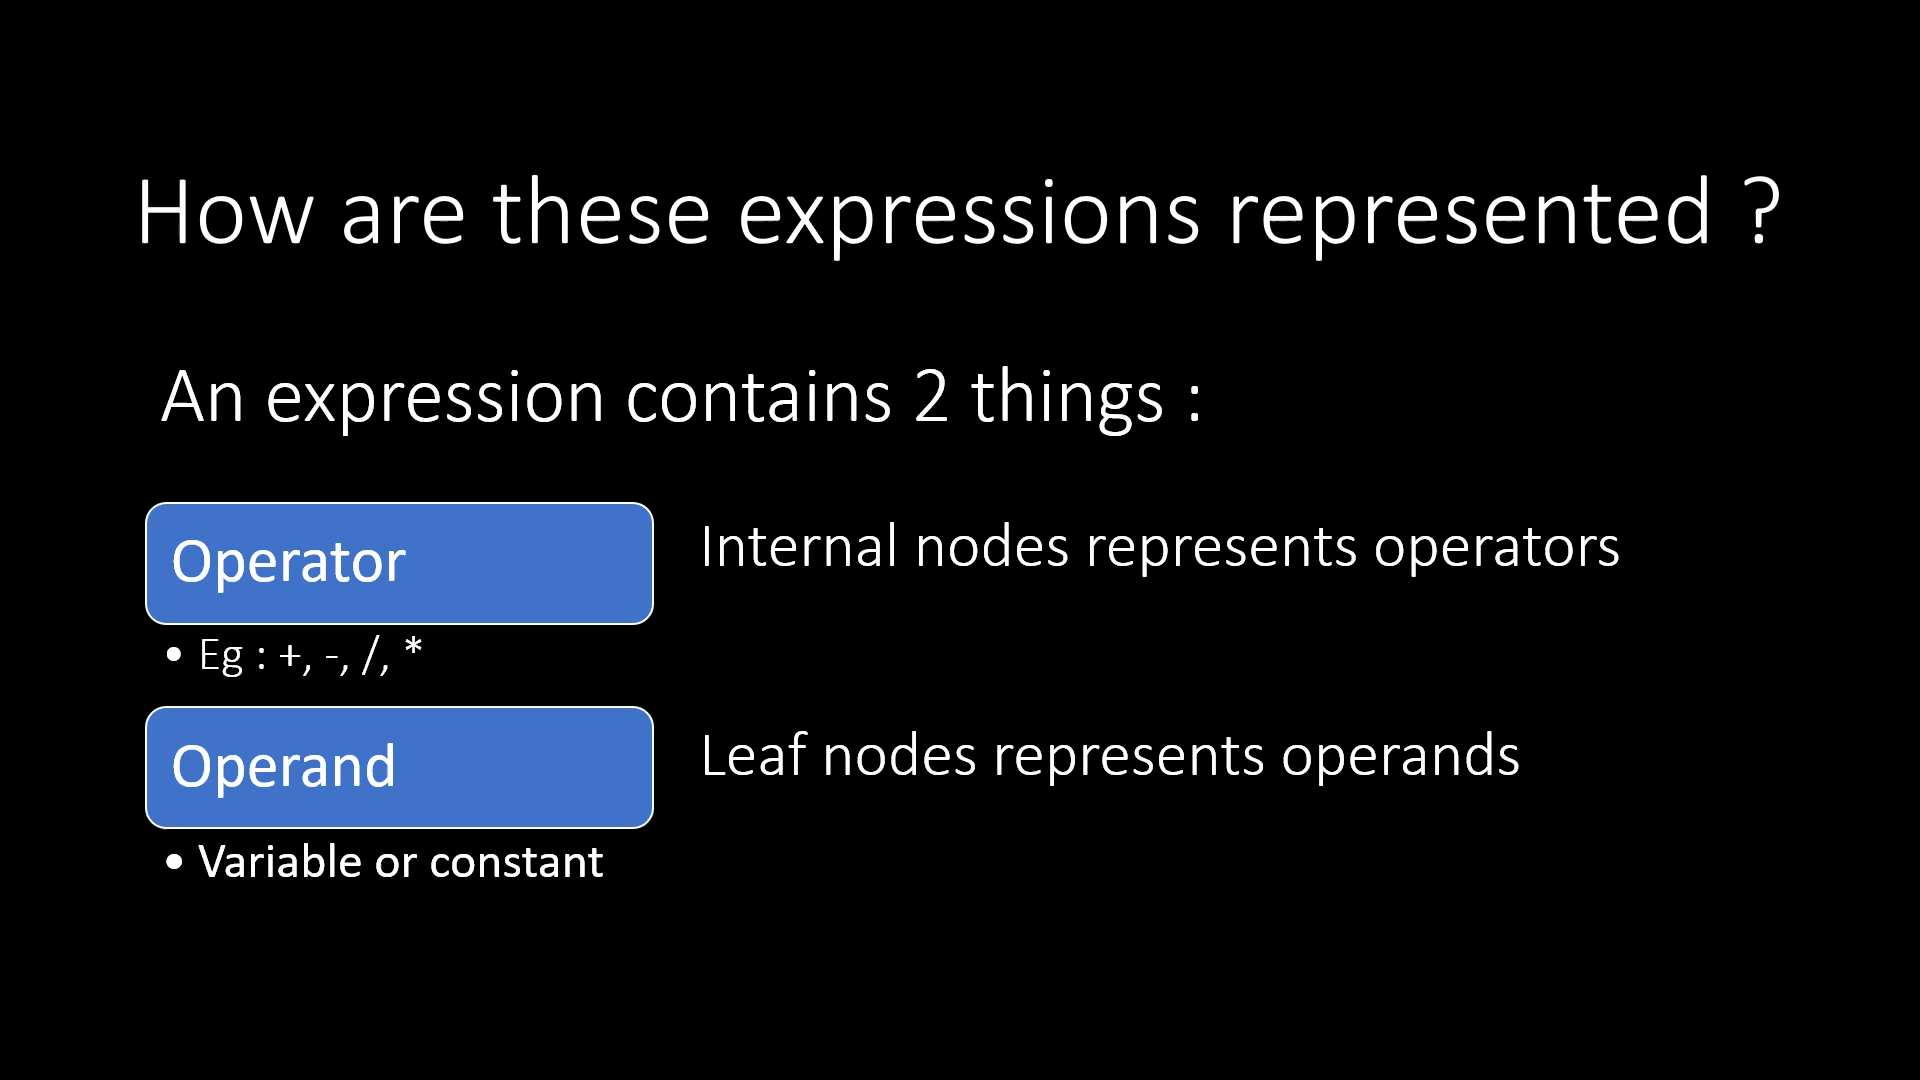 How are these expressions represented ?
An expression contains 2 things :
Operator
Internal nodes represents operators
• Eg : +, -, /, *
Operand
Leaf nodes represents operands
• Variable or constant